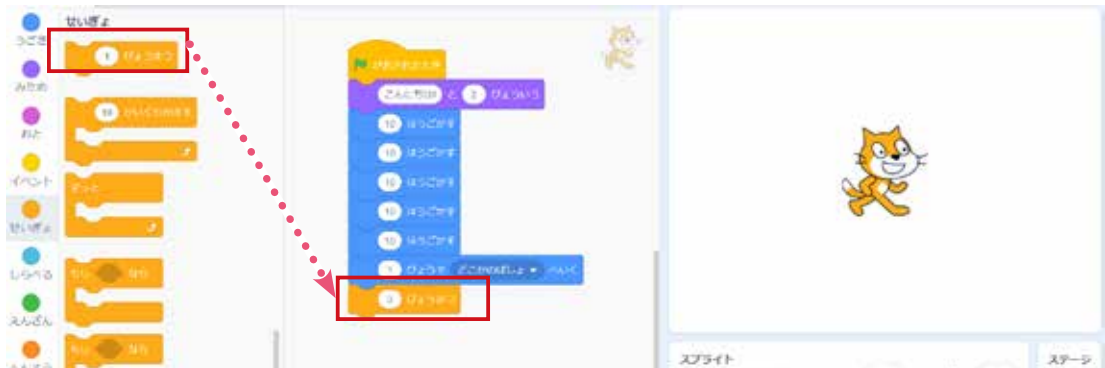 せいぎょ
うごき
みため
おと
イベント
せいぎょ
しらべる
えんざん
1 びょうまつ
10 かいくりかえす
ずっと
もし なら
もし なら
こんにちは! と 2 びょういう
10 ほうごかす
10 ほうごかす
10 ほうごかす
10 ほうごかす
10 ほうごかす
1 びょうで どこかのばしょ へいく
びょうまつ
スプライト
ステージ